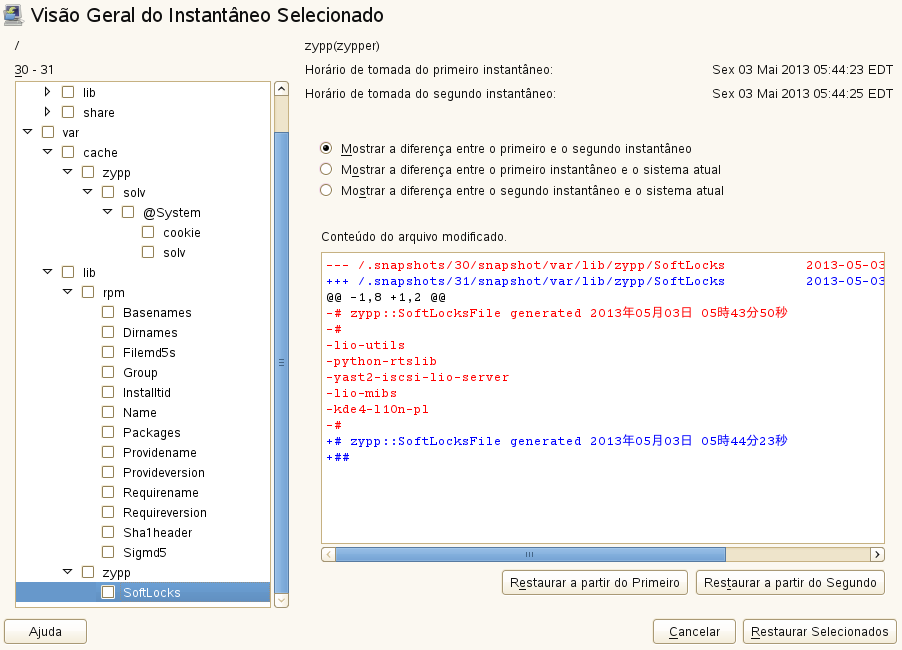 Visão Geral do Instantâneo Selecionado
/
30 - 31
lib
share
var
cache
zypp
solv
@System
cookie
solv
lib
rpm
Basenames
Dirnames
Filemd5s
Group
Installtid
Name
Packages
Providename
Provideversion
Requirename
Requireversion
Sha1header
Sigmd5
zypp
SoftLocks
zypp(zypper)
Horário de tomada do primeiro instantâneo: Sex 03 Mai 2013 05:44:23 EDT
Horário de tomada do segundo instantâneo: Sex 03 Mai 2013 05:44:25 EDT
Mostrar a diferença entre o primeiro e o segundo instantâneo
Mostrar a diferença entre o primeiro instantâneo e o sistema atual
Mostrar a diferença entre o segundo instantâneo e o sistema atual
Conteúdo do arquivo modificado.
--- /.snapshots/30/snapshot/var/lib/zypp/SoftLocks 2013-05-03
+++ /.snapshots/31/snapshot/var/lib/zypp/SoftLocks 2013-05-03
@@ -1,8 +1,2 @@
-# zypp::SoftLocksFile generated 2013年05月03日 05時43分50秒
-#
-lio-utils
-python-rtslib
-yast2-iscsi-lio-server
-lio-mibs
-kde4-l10n-pl
-#
+# zypp::SoftLocksFile generated 2013年05月03日 05時44分23秒
+##
Restaurar a partir do Primeiro
Restaurar a partir do Segundo
Ajuda
Cancelar
Restaurar Selecionados